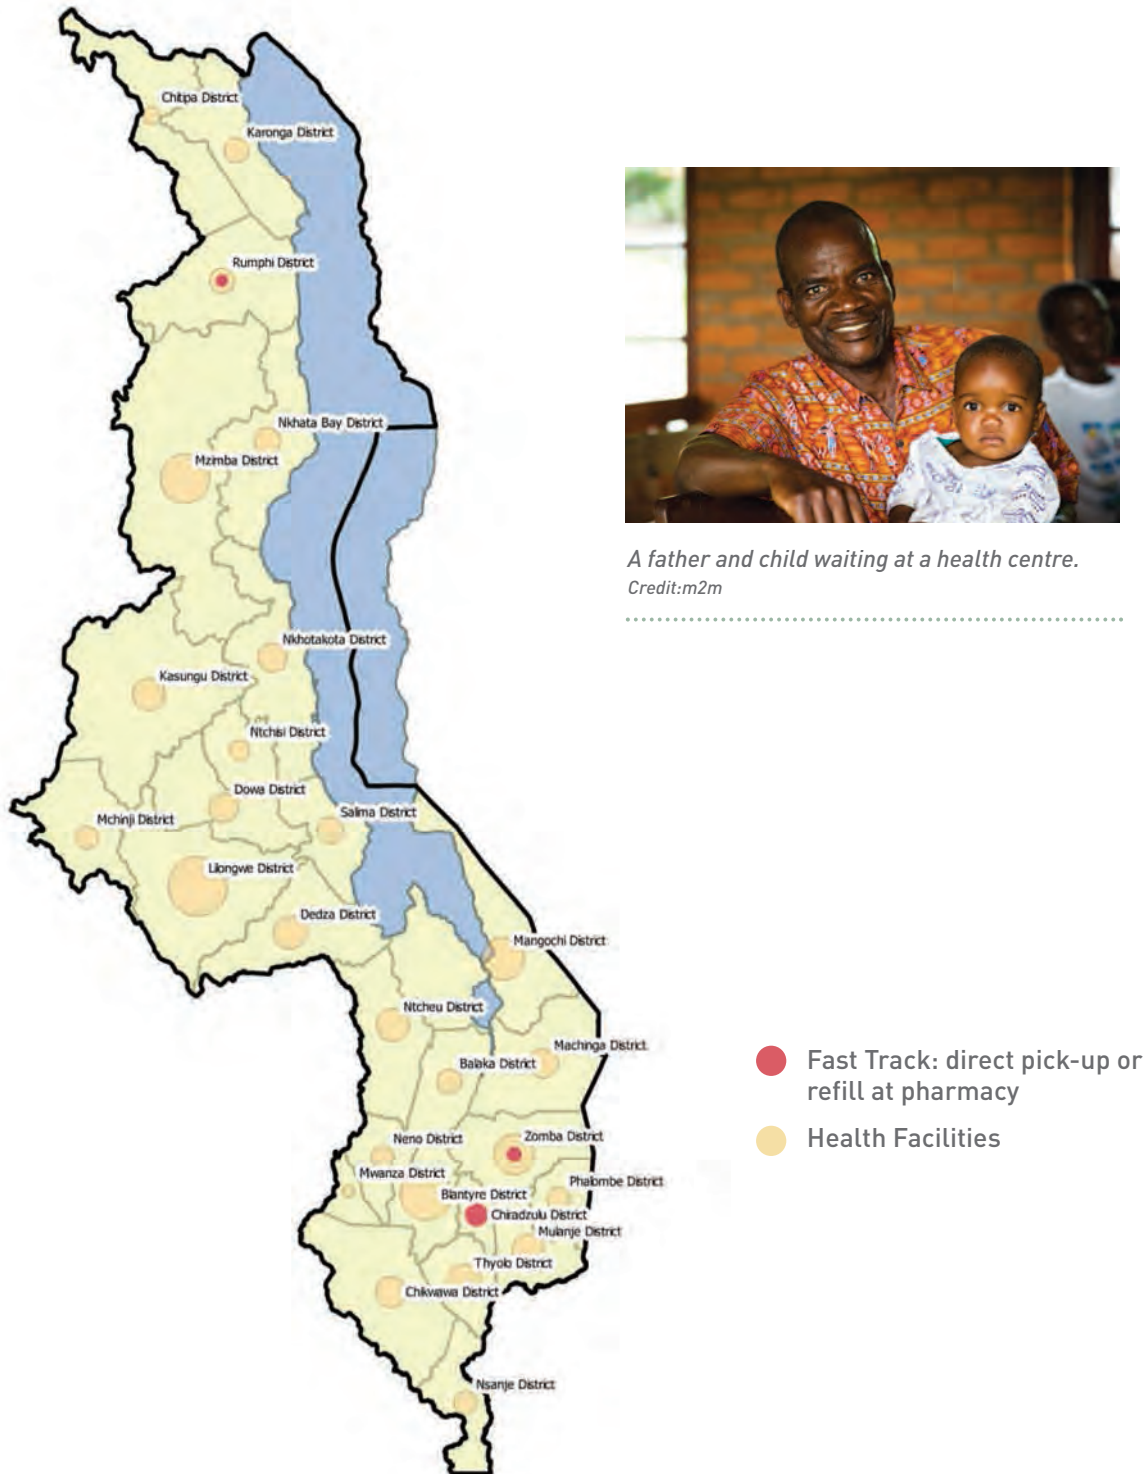 Chitipa District
Karonga District
Rumphi District
Nkhata Bay District
Mzimba District
Nkhotakota District
Kasungu District
Ntchisi District
Dowa District
Salima District
Mchinji District
Lilongwe District
Dedza District
Mangochi District
Ntcheu District
Machinga District
Balaka District
Zomba District
Neno District
Mwanza District
Phalombe District
Blantyre District
Chiradzulu District
Mulanje District
Thyolo District
Chikwawa District
Nsanje District
A father and child waiting at a health centre.
Credit:m2m
Fast Track: direct pick-up or
refill at pharmacy
Health Facilities